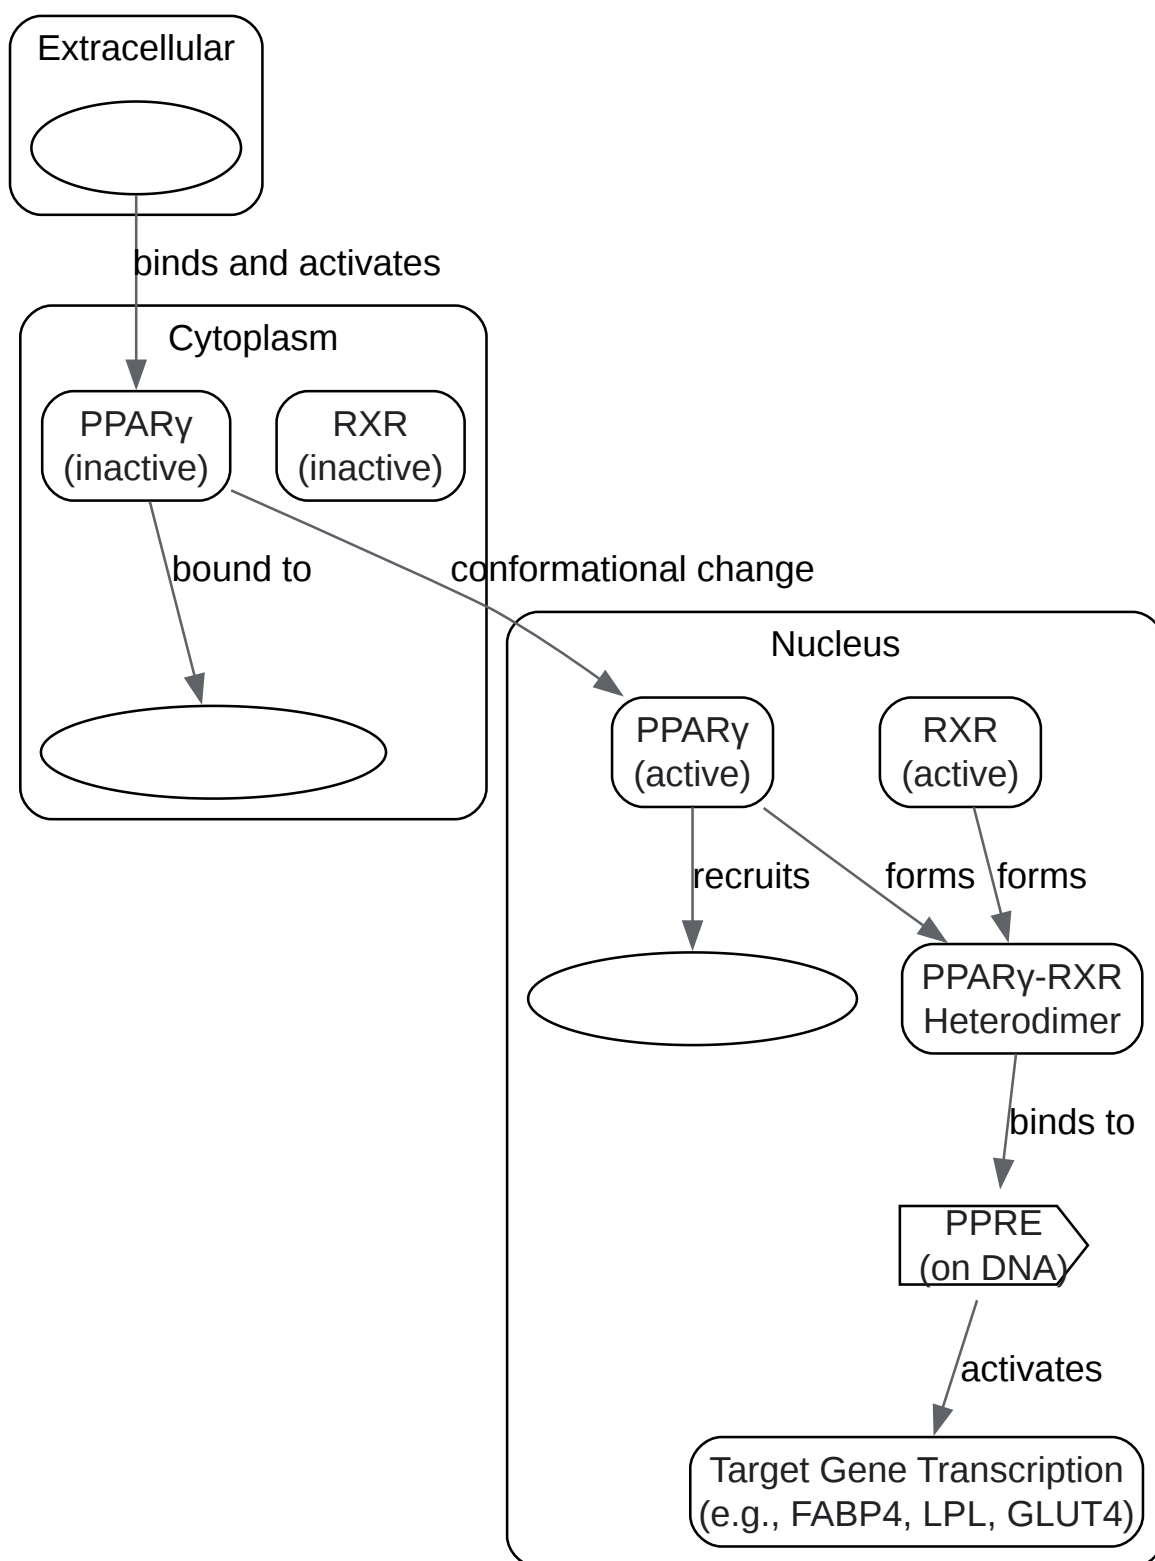 Extracellular
binds and activates
Cytoplasm
PPARγ
(inactive)
RXR
(inactive)
bound to
conformational change
Nucleus
PPARγ
(active)
RXR
(active)
recruits
forms
forms
PPARγ-RXR
Heterodimer
binds to
PPRE
(on DNA)
activates
Target Gene Transcription
(e.g., FABP4, LPL, GLUT4)